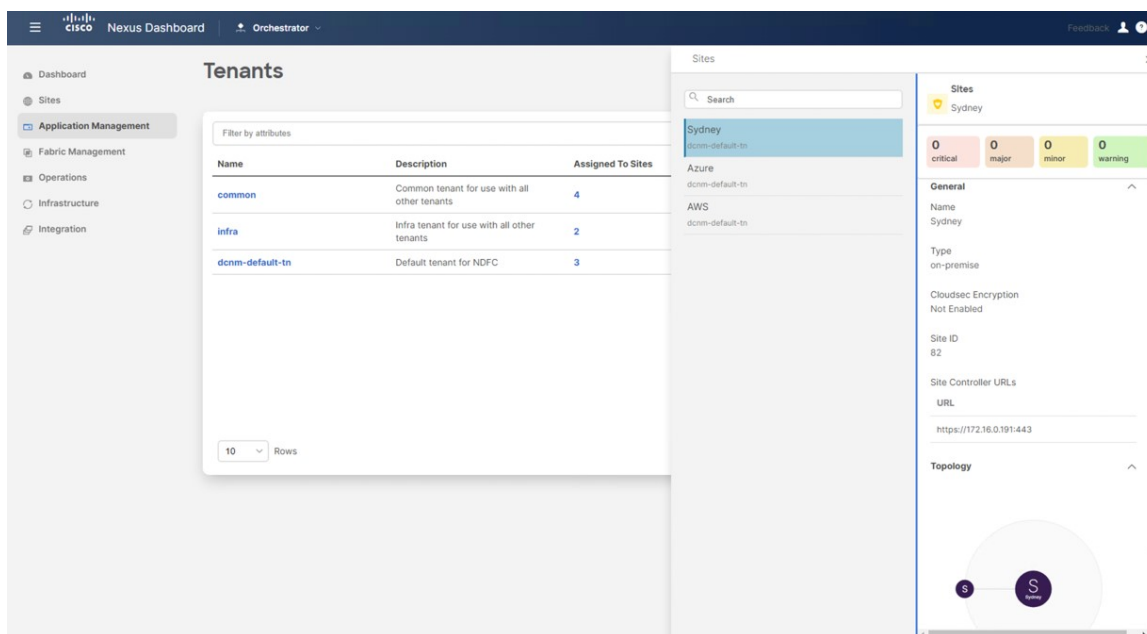 CISCO Nexus Dashboard Orchestrator Feedback
Dashboard
Sites
Application Management
Fabric Management
Operations
Infrastructure
Integration
Tenants
Filter by attributes
Name Description Assigned To Sites
common Common tenant for use with all
other tenants 4
infra Infra tenant for use with all other
tenants 2
dcnm-default-tn Default tenant for NDFC 3
10 Rows
Sites
Search
Sydney
dcnm-default-tn
Azure
dcnm-default-tn
AWS
dcnm-default-tn
Sites
Sydney
0 0 0 0
critical major minor warning
General
Name
Sydney
Type
on-premise
Cloudsec Encryption
Not Enabled
Site ID
82
Site Controller URLs
URL
https://172.16.0.191:443
Topology
S S
Sydney